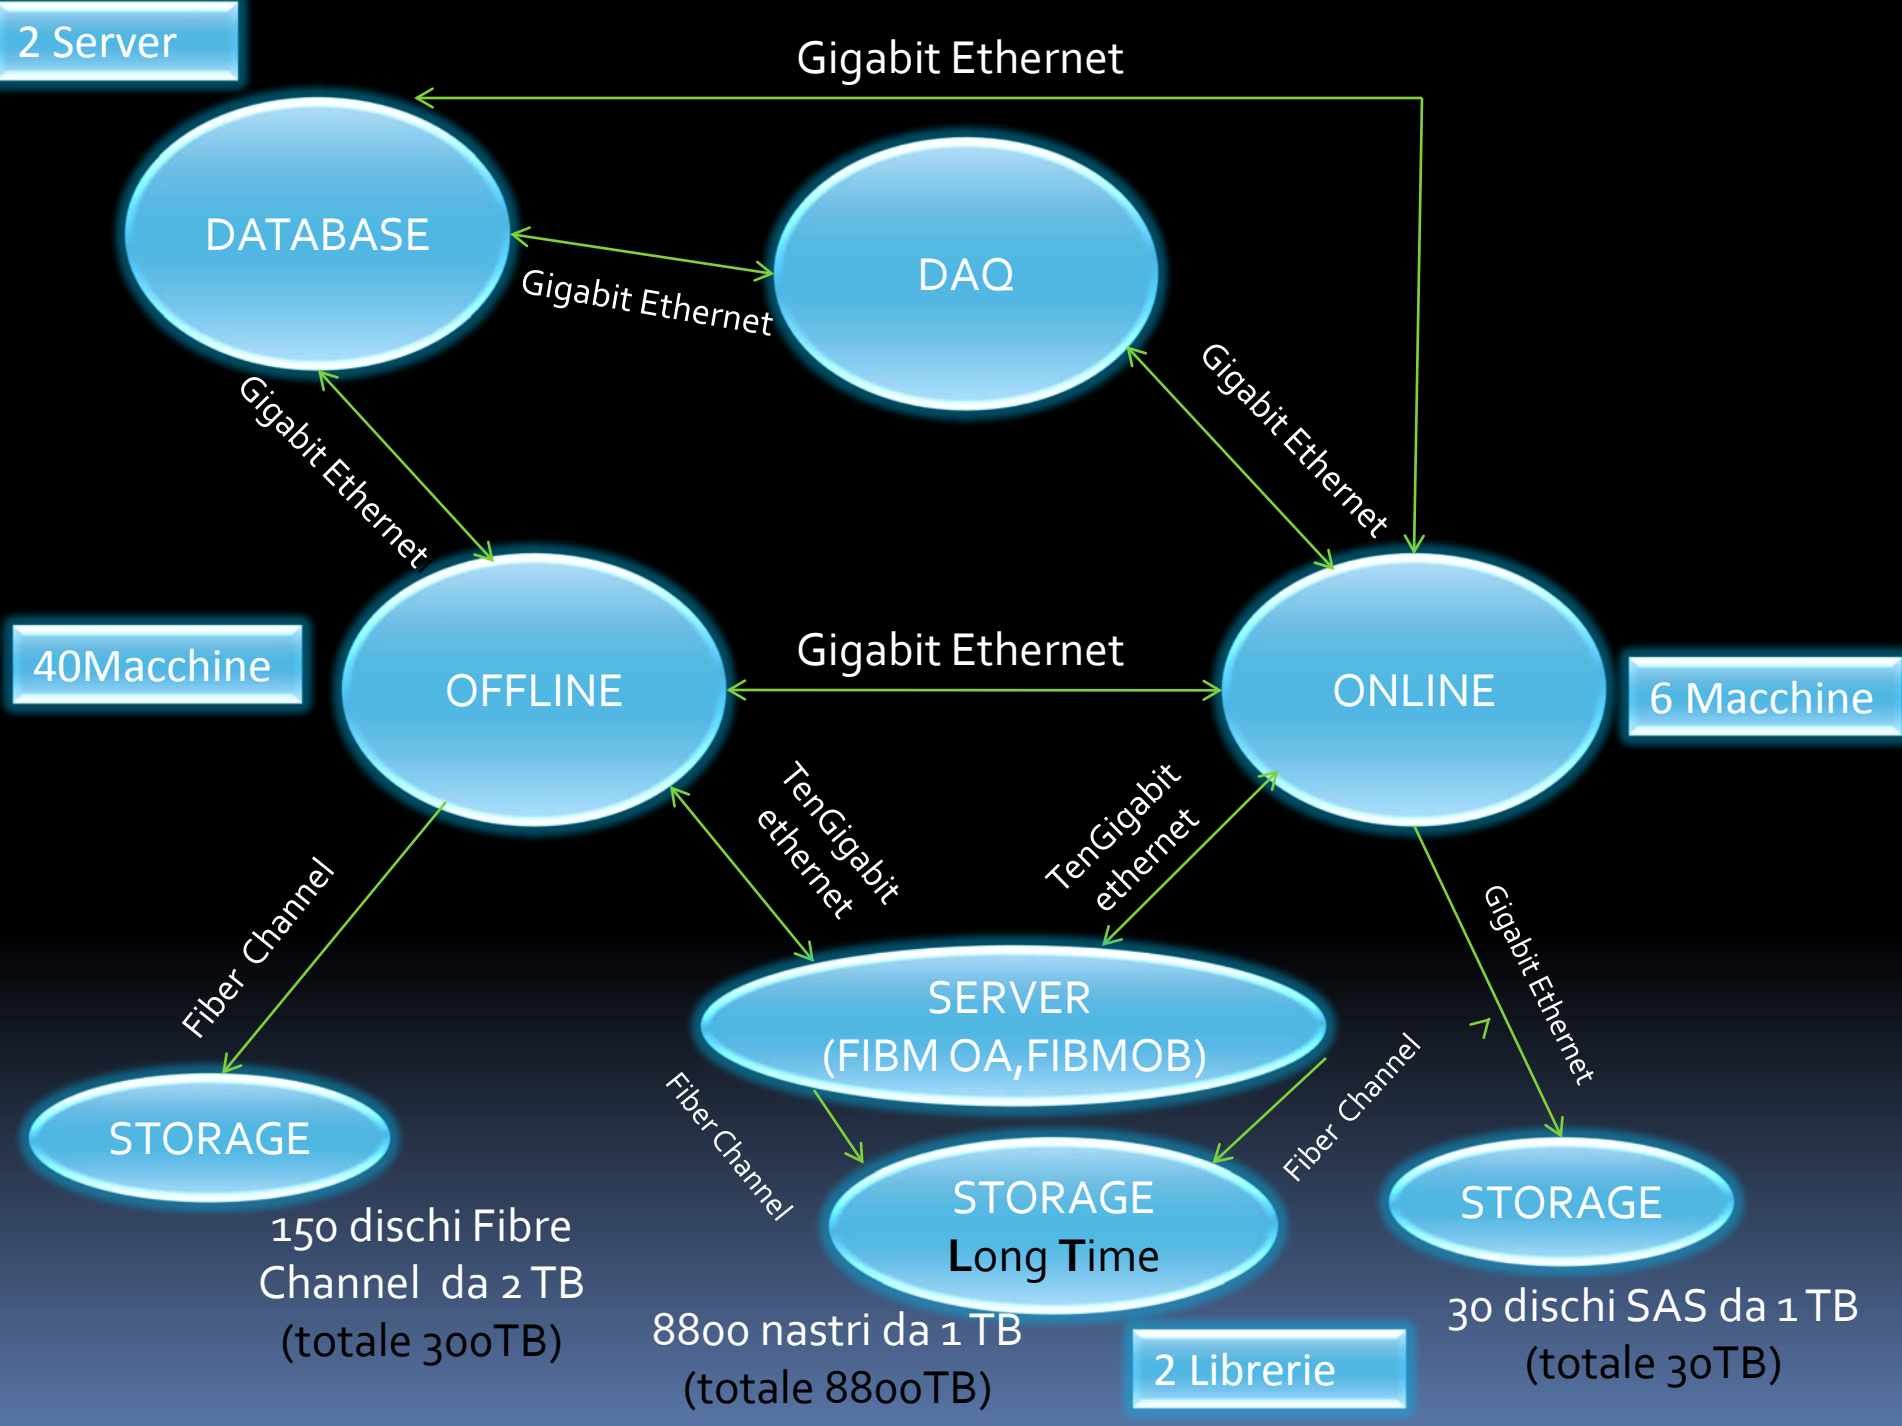 2 Server
Gigabit Ethernet
DATABASE
DAQ
Gigabit Ethernet
Gigabit Ethernet
Gigabit Ethernet
40Macchine
OFFLINE
Gigabit Ethernet
ONLINE
6 Macchine
TenGigabit
ethernet
TenGigabit
ethernet
Fiber Channel
Gigabit Ethernet
SERVER
(FIBM OA,FIBMOB)
Fiber Channel
Fiber Channel
STORAGE
150 dischi Fibre
Channel da 2 TB
(totale 300TB)
STORAGE
Long Time
8800 nastri da 1 TB
(totale 8800TB)
2 Librerie
STORAGE
30 dischi SAS da 1 TB
(totale 30TB)